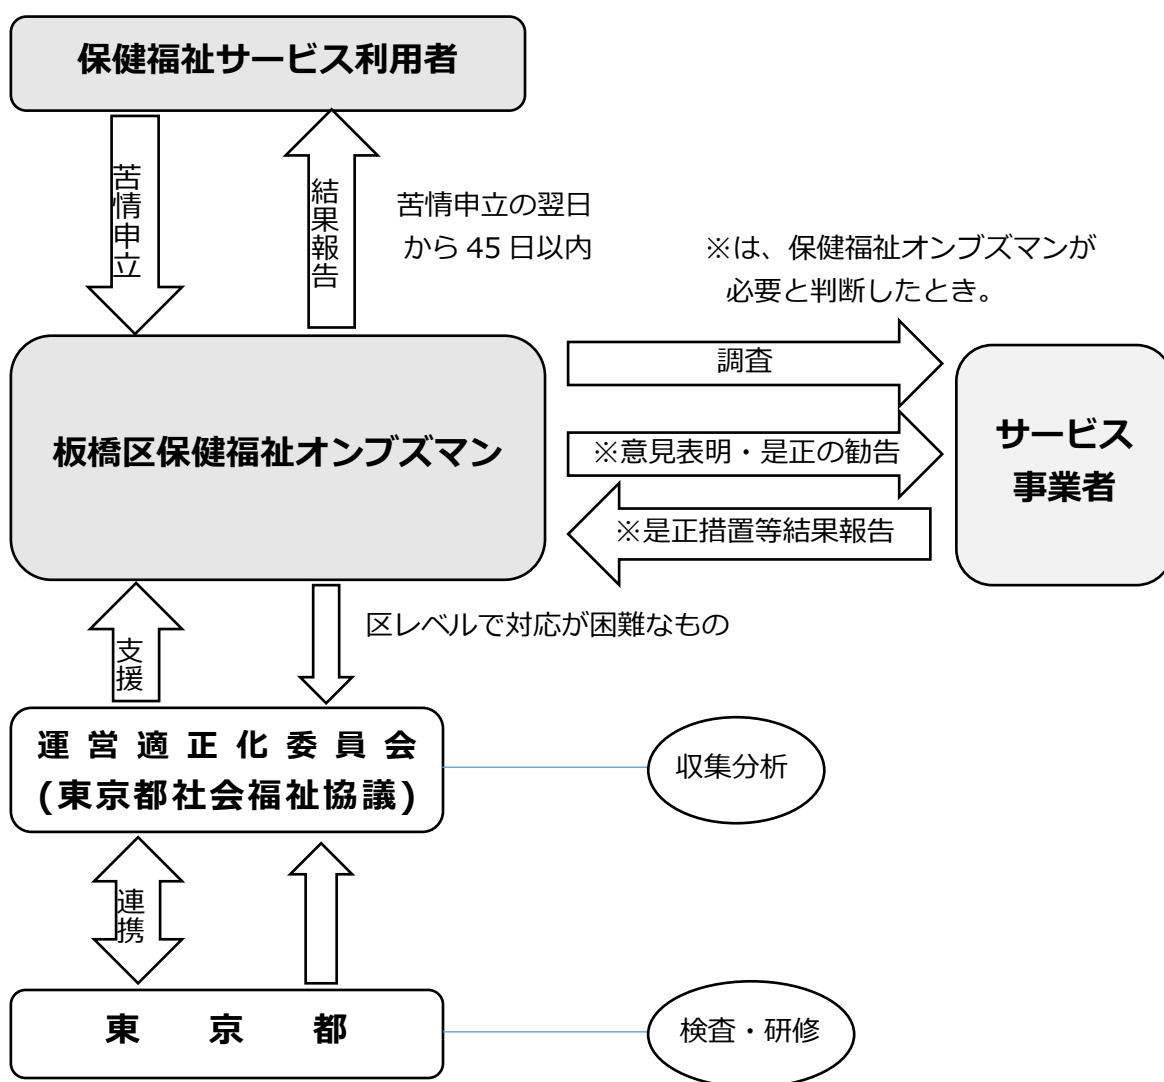 保健福祉サービス利用者
苦情申立
結果報告
苦情申立の翌日
から 45 日以内
※は、保健福祉オンブズマンが
必要と判断したとき。
調査
板橋区保健福祉オンブズマン
※意見表明・是正の勧告
サービス
事業者
※是正措置等結果報告
区レベルで対応が困難なもの
支援
運営適正化委員会
(東京都社会福祉協議)
収集分析
連携
東京都
検査・研修